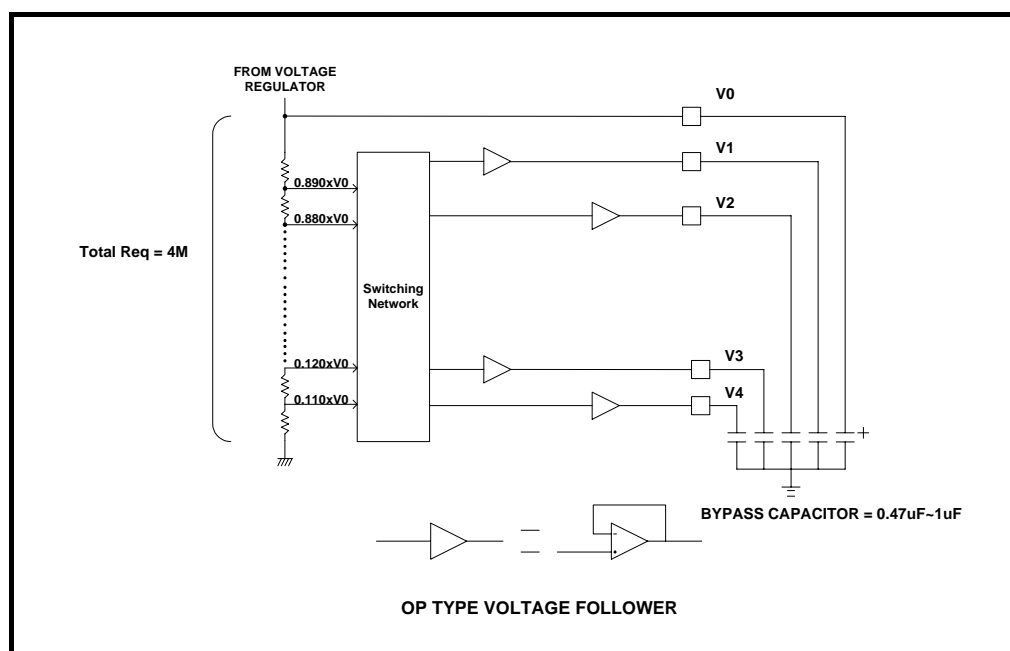 FROM VOLTAGE
REGULATOR
V0
V1
0.890xV0
V2
0.880xV0
Total Req = 4M
Switching
Network
V3
0.120xV0
V4
0.110xV0
+
BYPASS CAPACITOR = 0.47uF~1uF
-
+
OP TYPE VOLTAGE FOLLOWER